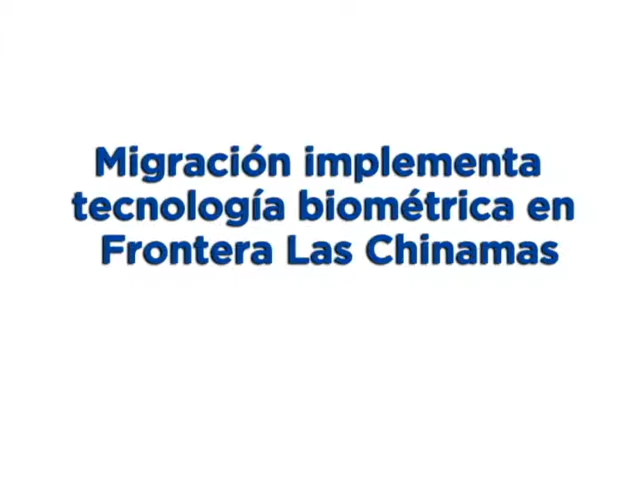 Migración implementa
tecnología biométrica en
Frontera Las Chinamas